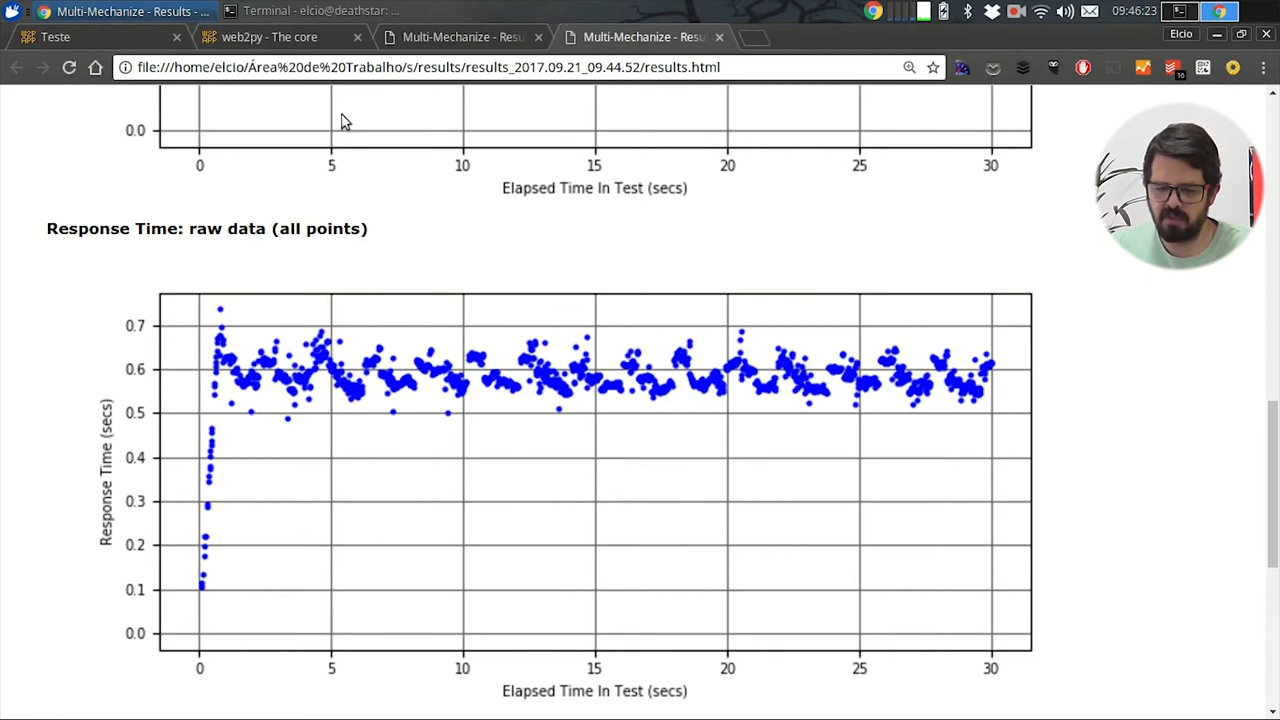 Multi-Mechanize - Results - ...
Terminal - elcio@deathstar: ...
09:46:23
Teste
web2py - The core
Multi-Mechanize - Resu
Multi-Mechanize - Resu
Elcio
file:///home/elcio/Área%20de%20Trabalho/s/results/results_2017.09.21_09.44.52/results.html
16
0.0
0 5 10 15 20 25 30
Elapsed Time In Test (secs)
Response Time: raw data (all points)
Response Time (secs)
0.7
0.6
0.5
0.4
0.3
0.2
0.1
0.0
0 5 10 15 20 25 30
Elapsed Time In Test (secs)